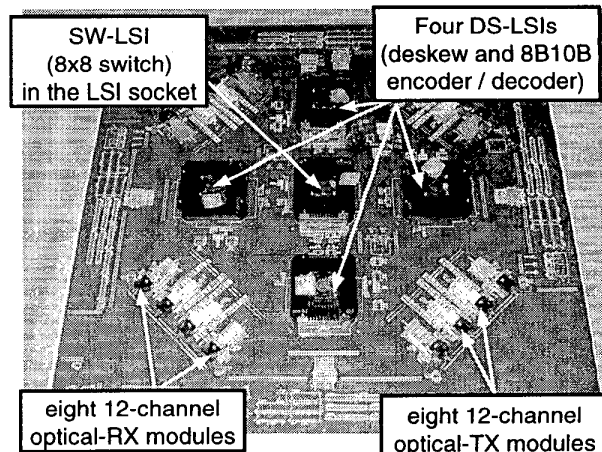 SW-LSI
(8x8 switch)
in the LSI socket
Four DS-LSIs
(deskew and 8B10B
encoder / decoder)
eight 12-channel
optical-RX modules
eight 12-channel
optical-TX modules